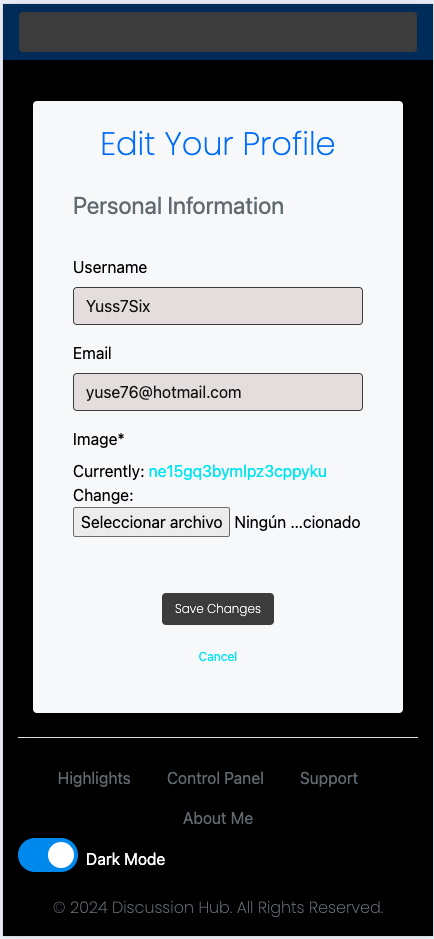 Edit Your Profile
Personal Information
Username
Yuss7Six
Email
yuse76@hotmail.com
Image*
Currently: ne15gq3bymlpz3cppyku
Change:
Seleccionar archivo Ningún ...cionado
Save Changes
Cancel
Highlights Control Panel Support
About Me
Dark Mode
© 2024 Discussion Hub. All Rights Reserved.